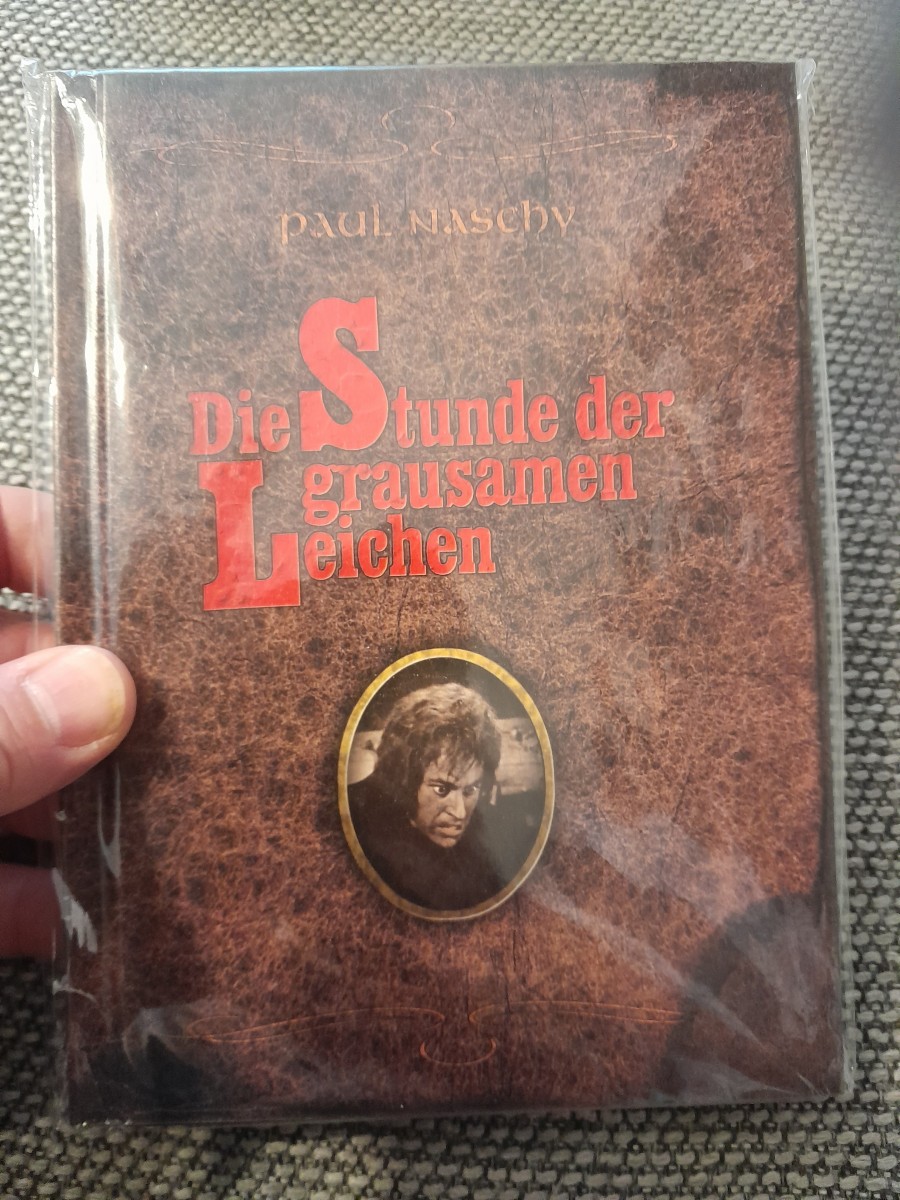 Paul Naschy
Die Stunde der
grausamen
Leichen